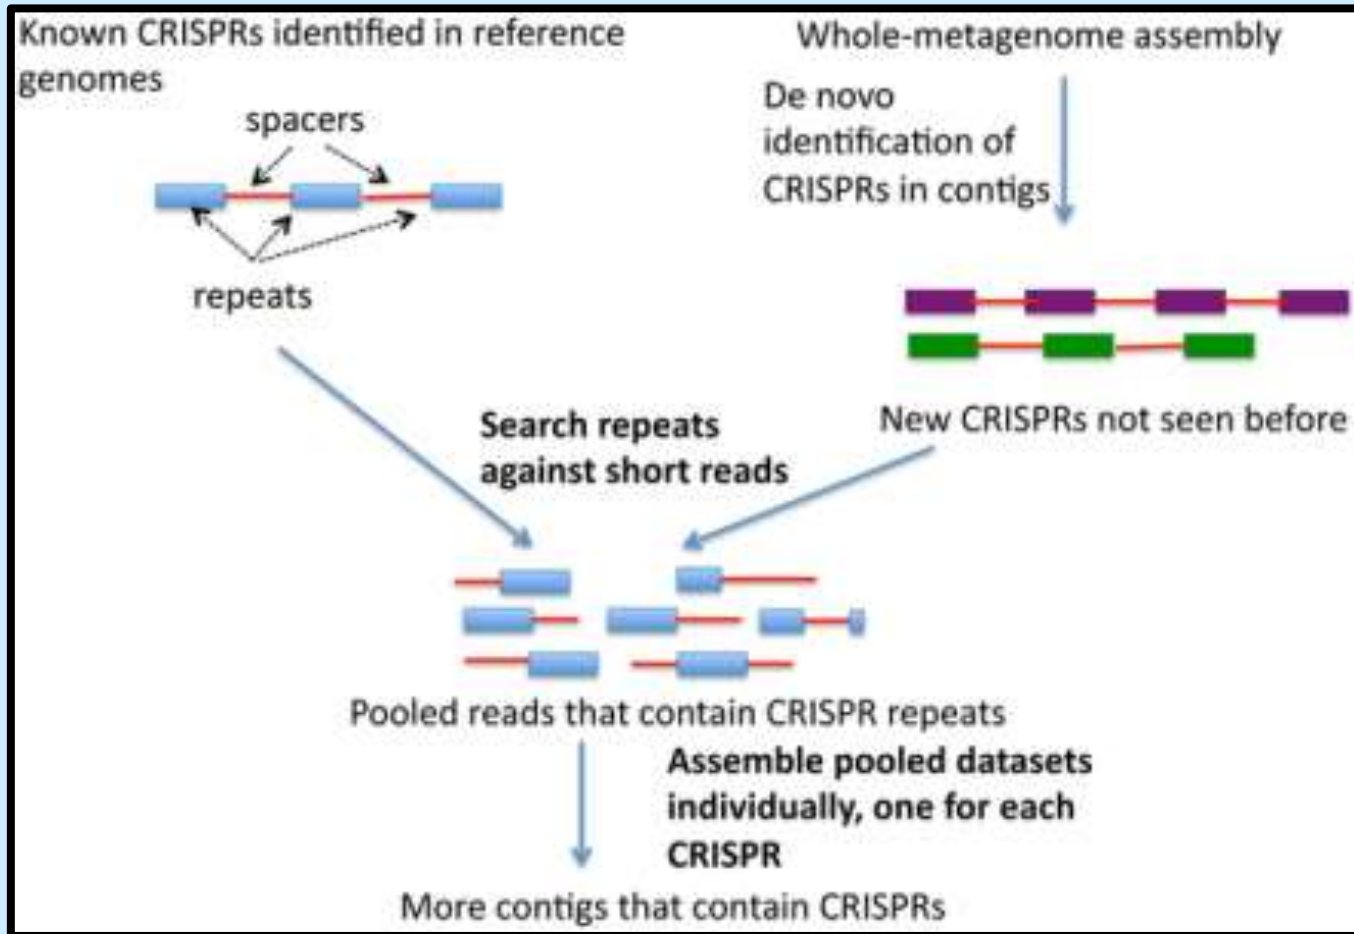 Known CRISPRs identified in reference
genomes
spacers
repeats
Whole-metagenome assembly
De novo
identification of
CRISPRs in contigs
New CRISPRs not seen before
Search repeats
against short reads
Pooled reads that contain CRISPR repeats
Assemble pooled datasets
individually, one for each
CRISPR
More contigs that contain CRISPRs